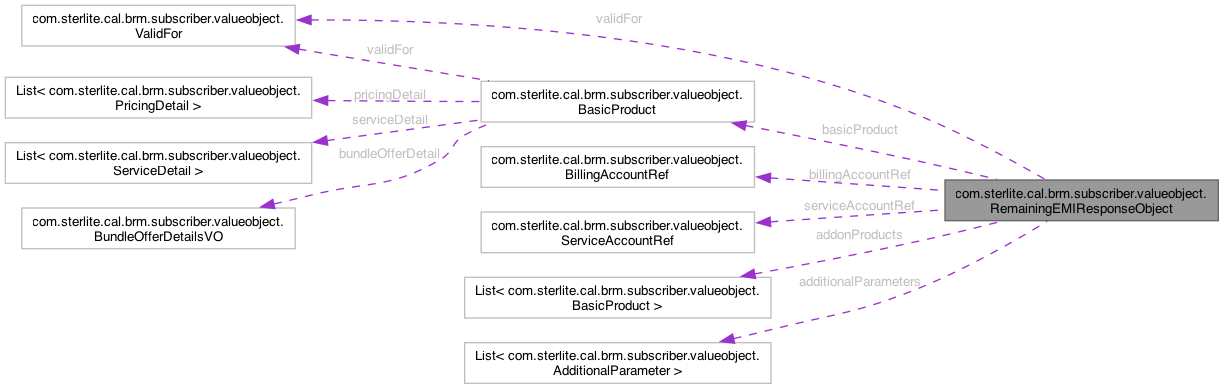 com.sterlite.cal.brm.subscriber.valueobject.
ValidFor
validFor
validFor
List< com.sterlite.cal.brm.subscriber.valueobject.
PricingDetail >
pricingDetail
com.sterlite.cal.brm.subscriber.valueobject.
BasicProduct
serviceDetail
basicProduct
List< com.sterlite.cal.brm.subscriber.valueobject.
ServiceDetail >
bundleOfferDetail
com.sterlite.cal.brm.subscriber.valueobject.
BillingAccountRef
billingAccountRef
com.sterlite.cal.brm.subscriber.valueobject.
RemainingEMIResponseObject
serviceAccountRef
com.sterlite.cal.brm.subscriber.valueobject.
BundleOfferDetailsVO
com.sterlite.cal.brm.subscriber.valueobject.
ServiceAccountRef
addonProducts
additionalParameters
List< com.sterlite.cal.brm.subscriber.valueobject.
BasicProduct >
List< com.sterlite.cal.brm.subscriber.valueobject.
AdditionalParameter >